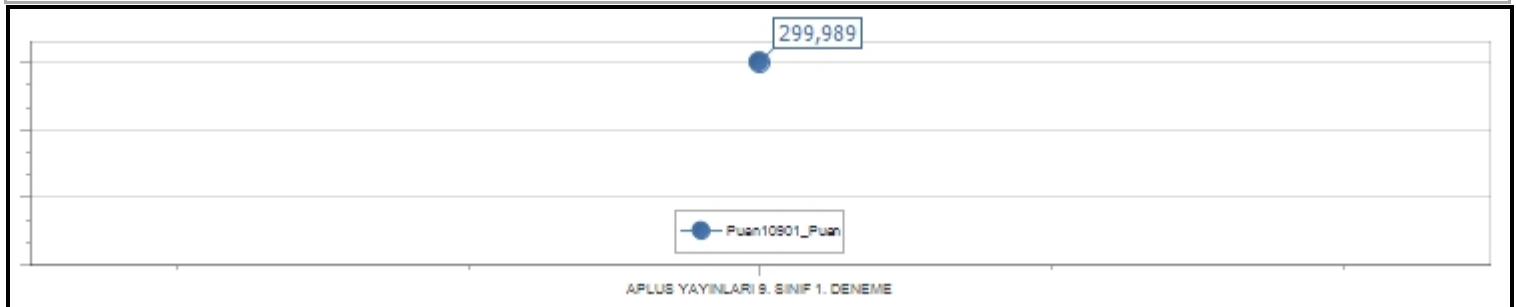 299,989
Puan10901_Puan
APLUS YAYINLARI 9. SINIF 1. DENEME